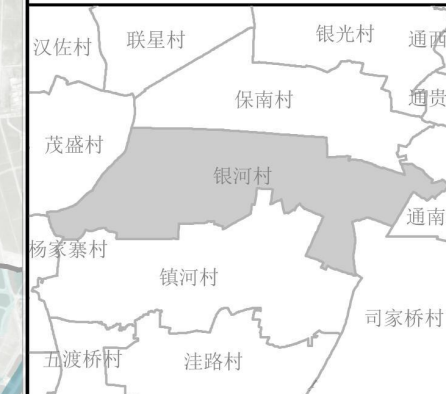 联星村
银光村
通西
汉佐村
保南村
通贵
茂盛村
银河村
通南
杨家寨村
镇河村
司家桥村
五渡桥村
洼路村